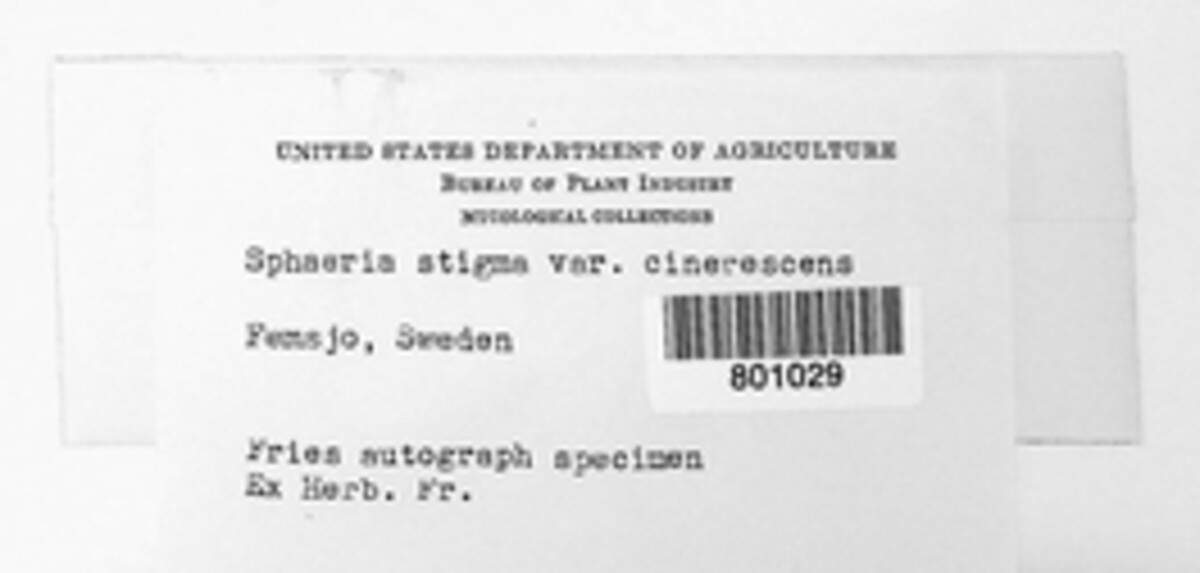 UNITED STATES DEPARTMENT OF AGRICULTURE
BUREAU OF PLANT INDUSTRY
MYCOLOGICAL COLLECTIONS
Sphaeria stigma var. cinerescens
Femsjo, Sweden
801029
Fries autograph specimen
Ex Herb. Fr.